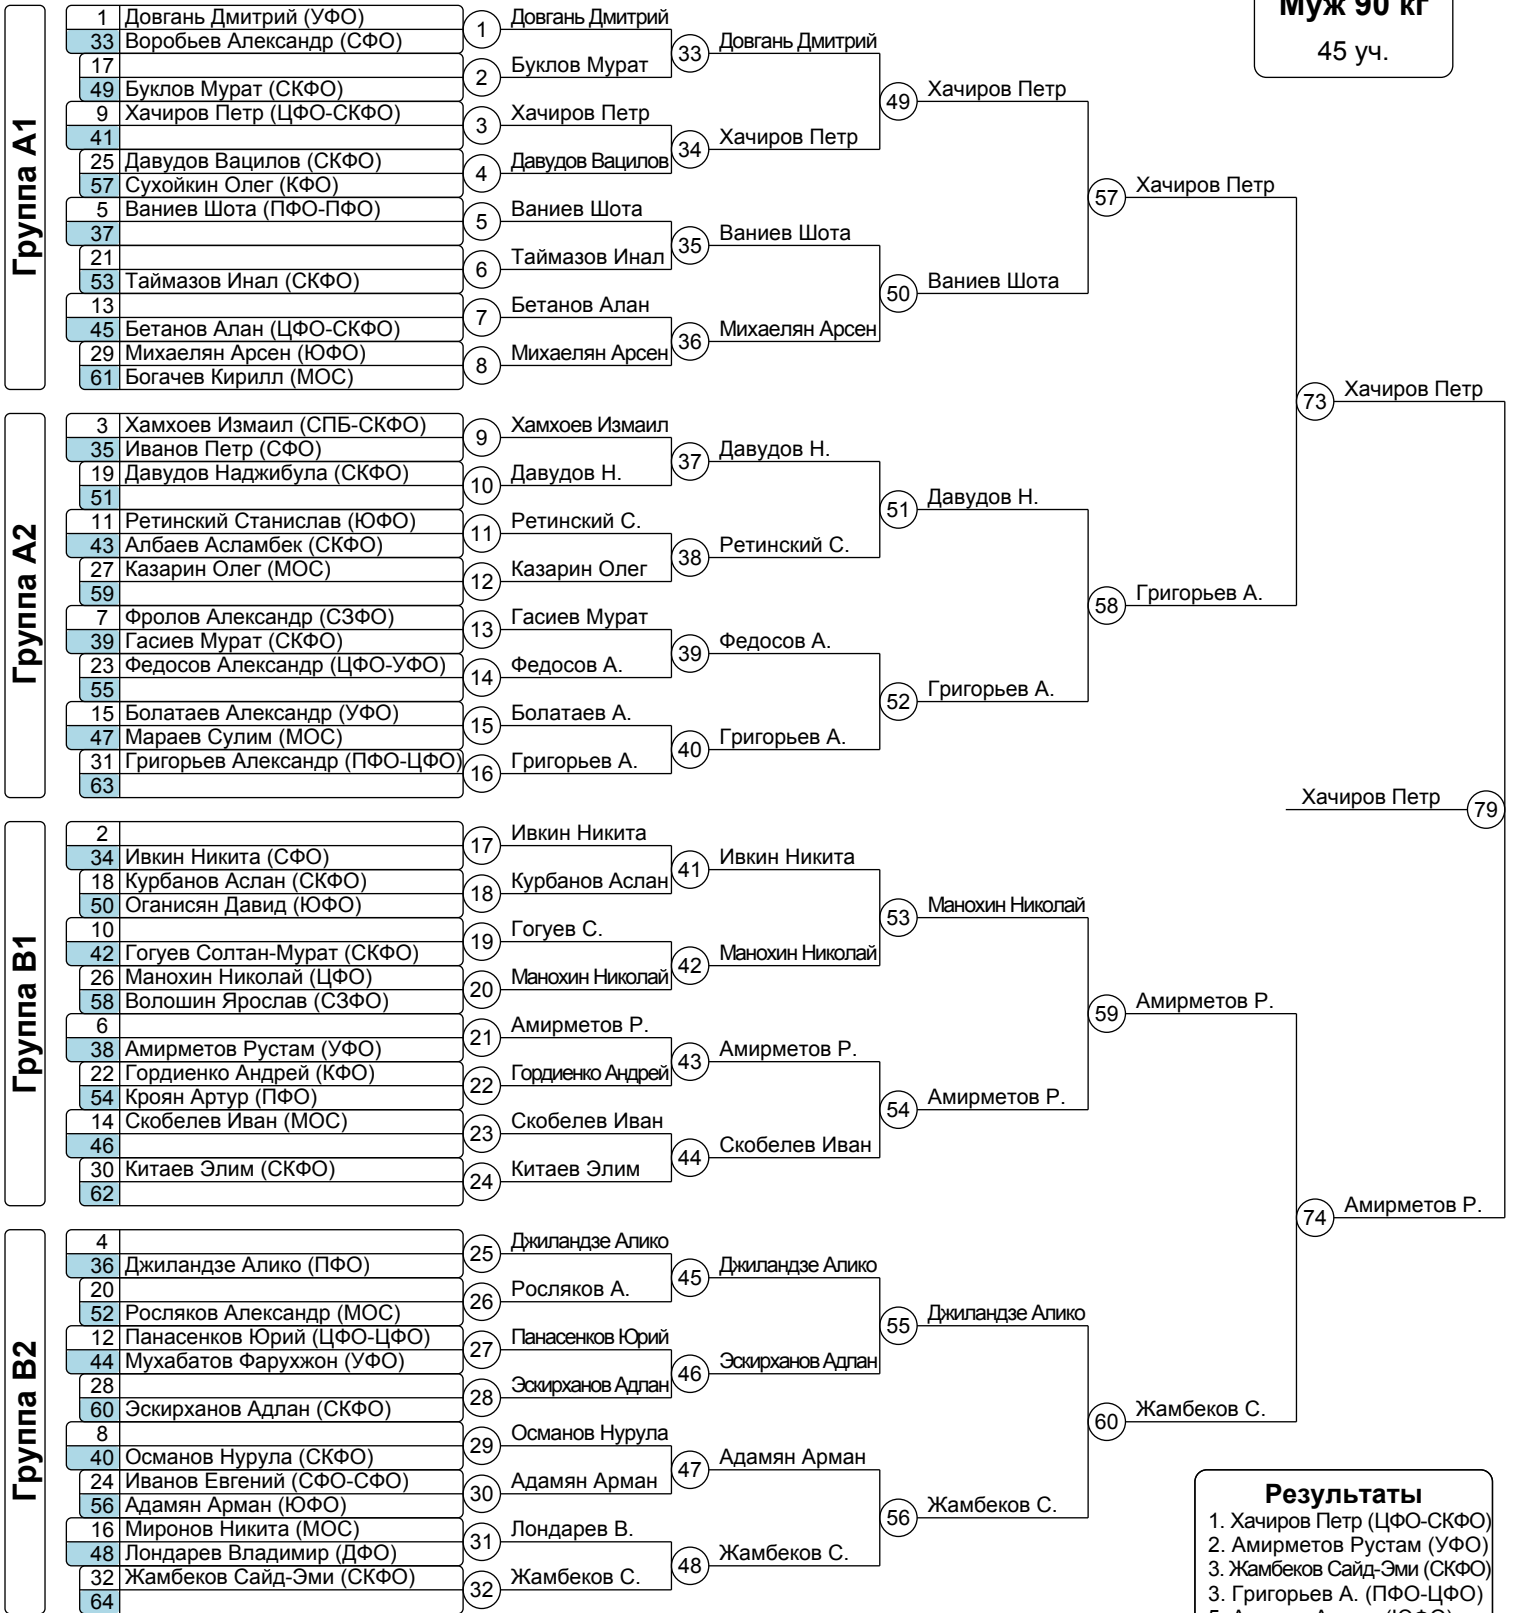 Муж 90 кг
45 уч.
Группа A1
1 Довгань Дмитрий (УФО)
33 Воробьев Александр (СФО)
17
49 Буклов Мурат (СКФО)
9 Хачиров Петр (ЦФО-СКФО)
41
25 Давудов Вацилов (СКФО)
57 Сухойкин Олег (КФО)
5 Ваниев Шота (ПФО-ПФО)
37
21
53 Таймазов Инал (СКФО)
13
45 Бетанов Алан (ЦФО-СКФО)
29 Михаелян Арсен (ЮФО)
61 Богачев Кирилл (МОС)
Группа A2
3 Хамхоев Измаил (СПБ-СКФО)
35 Иванов Петр (СФО)
19 Давудов Наджибула (СКФО)
51
11 Ретинский Станислав (ЮФО)
43 Албаев Асламбек (СКФО)
27 Казарин Олег (МОС)
59
7 Фролов Александр (СЗФО)
39 Гасиев Мурат (СКФО)
23 Федосов Александр (ЦФО-УФО)
55
15 Болатаев Александр (УФО)
47 Мараев Сулим (МОС)
31 Григорьев Александр (ПФО-ЦФО)
63
Группа B1
2
34 Ивкин Никита (СФО)
18 Курбанов Аслан (СКФО)
50 Оганисян Давид (ЮФО)
10
42 Гогуев Солтан-Мурат (СКФО)
26 Манохин Николай (ЦФО)
58 Волошин Ярослав (СЗФО)
6
38 Амирметов Рустам (УФО)
22 Гордиенко Андрей (КФО)
54 Кроян Артур (ПФО)
14 Скобелев Иван (МОС)
46
30 Китаев Элим (СКФО)
62
Группа B2
4
36 Джиландзе Алико (ПФО)
20
52 Росляков Александр (МОС)
12 Панасенков Юрий (ЦФО-ЦФО)
44 Мухабатов Фарухжон (УФО)
28
60 Эскирханов Адлан (СКФО)
8
40 Османов Нурула (СКФО)
24 Иванов Евгений (СФО-СФО)
56 Адамян Арман (ЮФО)
16 Миронов Никита (МОС)
48 Лондарев Владимир (ДФО)
32 Жамбеков Сайд-Эми (СКФО)
64
1 Довгань Дмитрий
2 Буклов Мурат
3 Хачиров Петр
4 Давудов Вацилов
5 Ваниев Шота
6 Таймазов Инал
7 Бетанов Алан
8 Михаелян Арсен
9 Хамхоев Измаил
10 Давудов Н.
11 Ретинский С.
12 Казарин Олег
13 Гасиев Мурат
14 Федосов А.
15 Болатаев А.
16 Григорьев А.
17 Ивкин Никита
18 Курбанов Аслан
19 Гогуев С.
20 Манохин Николай
21 Амирметов Р.
22 Гордиенко Андрей
23 Скобелев Иван
24 Китаев Элим
25 Джиландзе Алико
26 Росляков А.
27 Панасенков Юрий
28 Эскирханов Адлан
29 Османов Нурула
30 Адамян Арман
31 Лондарев В.
32 Жамбеков С.
33 Довгань Дмитрий
34 Хачиров Петр
35 Ваниев Шота
36 Михаелян Арсен
37 Давудов Н.
38 Ретинский С.
39 Федосов А.
40 Григорьев А.
41 Ивкин Никита
42 Манохин Николай
43 Амирметов Р.
44 Скобелев Иван
45 Джиландзе Алико
46 Эскирханов Адлан
47 Адамян Арман
48 Жамбеков С.
49 Хачиров Петр
50 Ваниев Шота
51 Давудов Н.
52 Григорьев А.
53 Манохин Николай
54 Амирметов Р.
55 Джиландзе Алико
56 Жамбеков С.
57 Хачиров Петр
58 Григорьев А.
59 Амирметов Р.
60 Жамбеков С.
73 Хачиров Петр
74 Амирметов Р.
Хачиров Петр 79
Результаты
1. Хачиров Петр (ЦФО-СКФО)
2. Амирметов Рустам (УФО)
3. Жамбеков Сайд-Эми (СКФО)
3. Григорьев А. (ПФО-ЦФО)